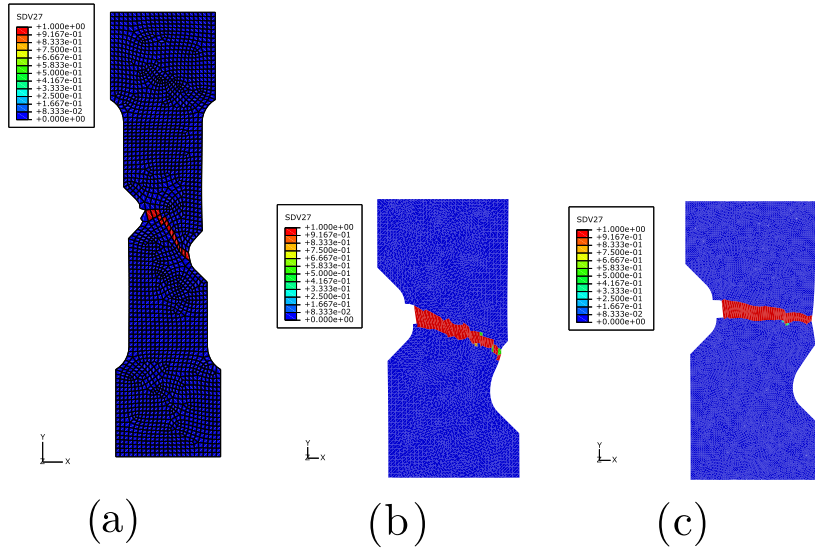 SDV27
+1.000e+00
+9.167e-01
+8.333e-01
+7.500e-01
+6.667e-01
+5.833e-01
+5.000e-01
+4.167e-01
+3.333e-01
+2.500e-01
+1.667e-01
+8.333e-02
+0.000e+00
Y
Z X
(a)
SDV27
+1.000e+00
+9.167e-01
+8.333e-01
+7.500e-01
+6.667e-01
+5.833e-01
+5.000e-01
+4.167e-01
+3.333e-01
+2.500e-01
+1.667e-01
+8.333e-02
+0.000e+00
Y
Z X
(b)
SDV27
+1.000e+00
+9.167e-01
+8.333e-01
+7.500e-01
+6.667e-01
+5.833e-01
+5.000e-01
+4.167e-01
+3.333e-01
+2.500e-01
+1.667e-01
+8.333e-02
+0.000e+00
Y
Z X
(c)